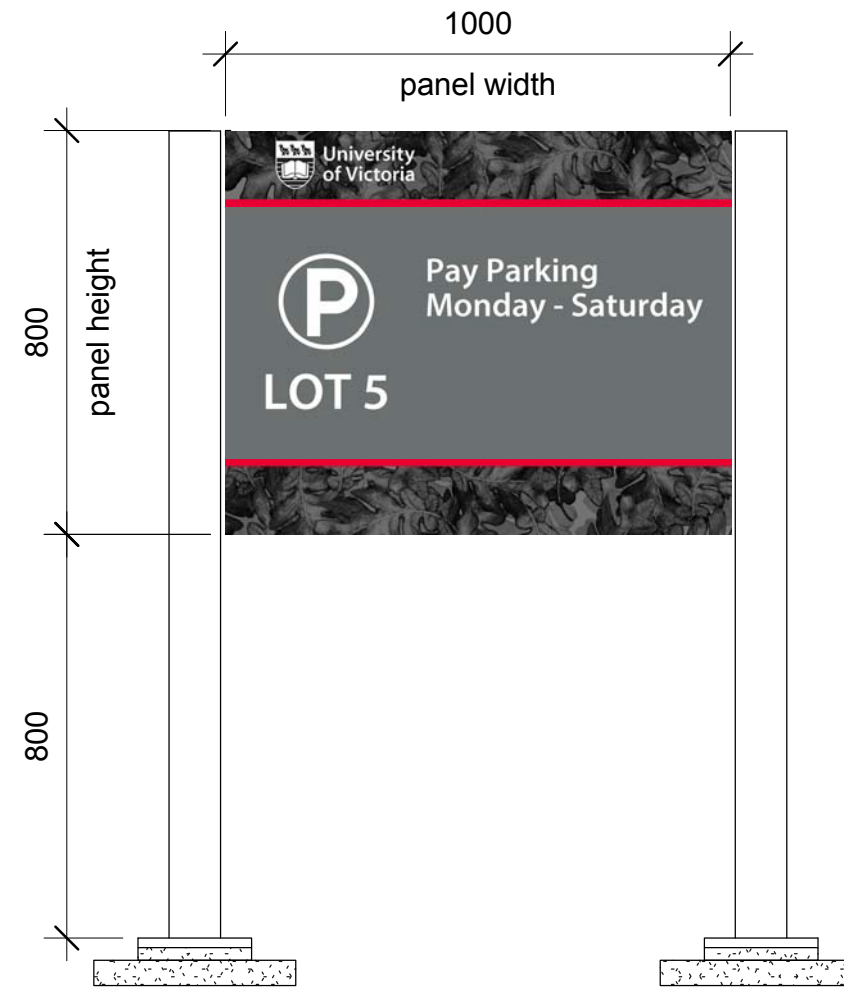 1000
panel width
University
of Victoria
800
panel height
P
Pay Parking
Monday - Saturday
LOT 5
800